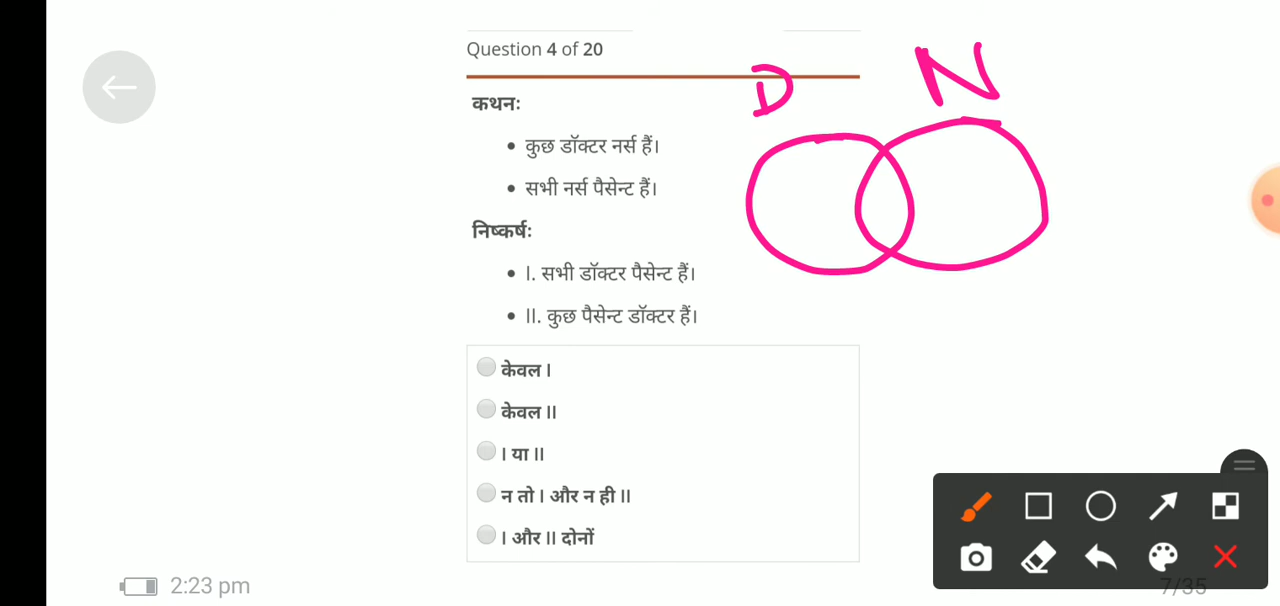 Question 4 of 20
D
N
कथन:
• कुछ डॉक्टर नर्स हैं।
• सभी नर्स पैसेन्ट हैं।
निष्कर्ष:
• I. सभी डॉक्टर पैसेन्ट हैं।
• II. कुछ पैसेन्ट डॉक्टर हैं।
केवल I
केवल II
I या II
न तो I और न ही II
I और II दोनों
2:23 pm
7/35